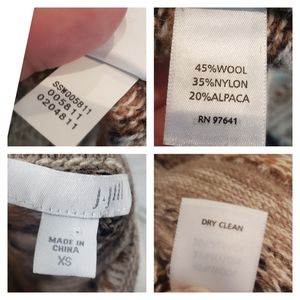 SSW005811
005811
0204811
45%WOOL
35%NYLON
20%ALPACA
RN 97641
J.Jill
MADE IN
CHINA
XS
DRY CLEAN